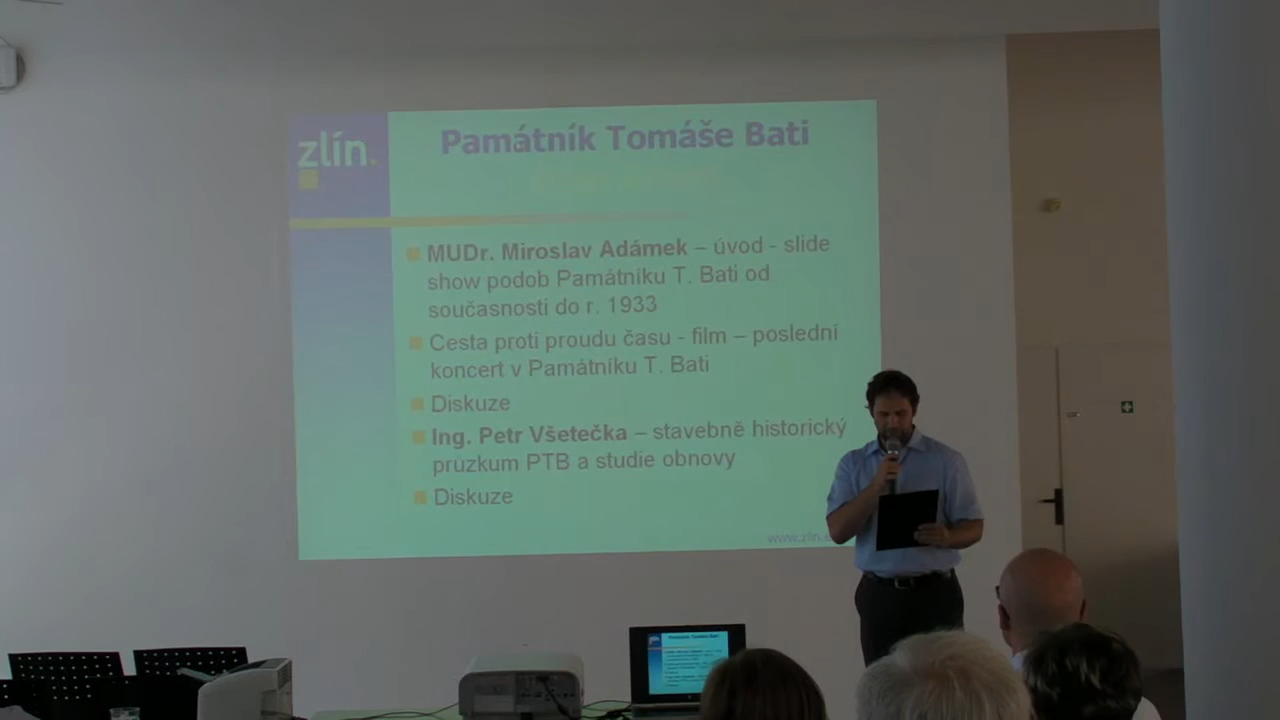 zlín.
Památník Tomáše Bati
MUDr. Miroslav Adámek – úvod - slide
show podob Památníku T. Bati od
současnosti do r. 1933
Cesta proti proudu času - film – poslední
koncert v Památníku T. Bati
Diskuze
Ing. Petr Všetečka – stavebně historický
pruzkum PTB a studie obnovy
Diskuze